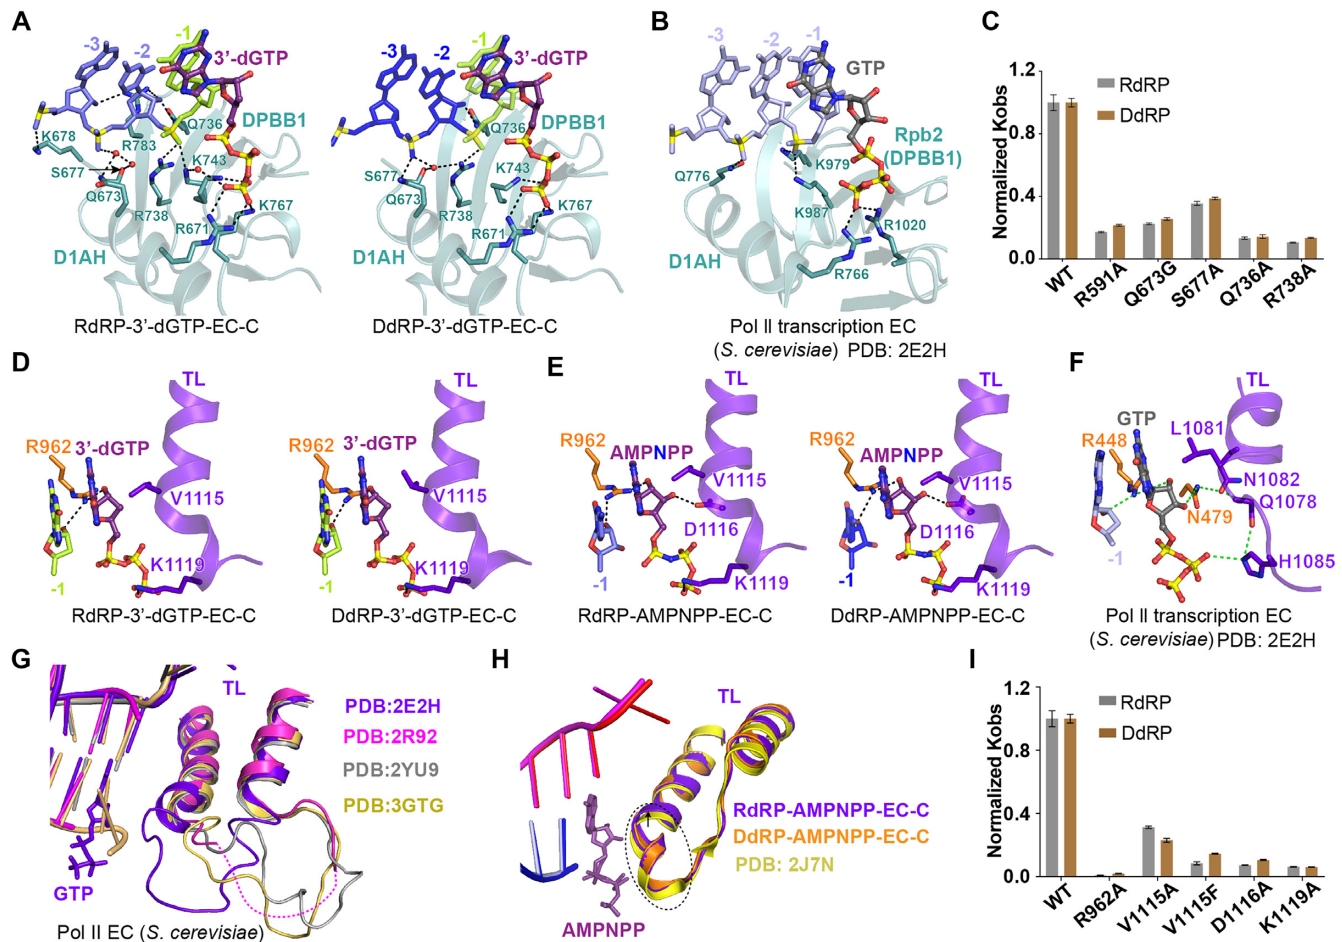 A
-3
-2
-1
3'-dGTP
DPBB1
K678
S677
Q673
R783
Q736
K743
R738
R671
K767
D1AH
RdRP-3'-dGTP-EC-C
-3
-2
-1
3'-dGTP
DPBB1
Q736
S677
Q673
K743
R738
R671
K767
D1AH
DdRP-3'-dGTP-EC-C
B
-3
-2
-1
GTP
Rpb2
(DPBB1)
Q776
K979
K987
R1020
R766
D1AH
Pol II transcription EC
(S. cerevisiae) PDB: 2E2H
C
Normalized Kobs
1.2
0.8
0.4
0.0
RdRP
DdRP
WT
R591A
Q673G
S677A
Q736A
R738A
D
TL
R962
3'-dGTP
V1115
K1119
-1
RdRP-3'-dGTP-EC-C
TL
R962
3'-dGTP
V1115
K1119
-1
DdRP-3'-dGTP-EC-C
E
TL
R962
AMPNPP
V1115
D1116
K1119
-1
RdRP-AMPNPP-EC-C
TL
R962
AMPNPP
V1115
D1116
K1119
-1
DdRP-AMPNPP-EC-C
F
TL
GTP
L1081
R448
N1082
Q1078
N479
H1085
-1
Pol II transcription EC
(S. cerevisiae) PDB: 2E2H
G
TL
PDB:2E2H
PDB:2R92
PDB:2YU9
PDB:3GTG
GTP
Pol II EC (S. cerevisiae)
H
TL
RdRP-AMPNPP-EC-C
DdRP-AMPNPP-EC-C
PDB: 2J7N
AMPNPP
I
Normalized Kobs
1.2
0.8
0.4
0.0
RdRP
DdRP
WT
R962A
V1115A
V1115F
D1116A
K1119A